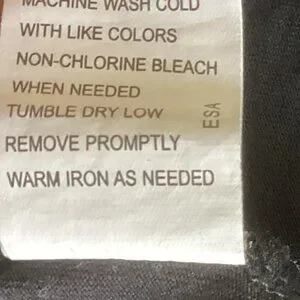 MACHINE WASH COLD
WITH LIKE COLORS
NON-CHLORINE BLEACH
WHEN NEEDED
TUMBLE DRY LOW
REMOVE PROMPTLY
WARM IRON AS NEEDED
ESA